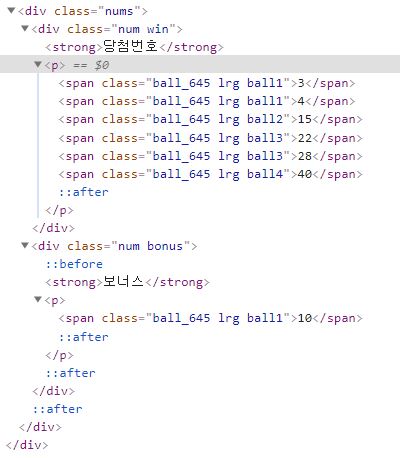 ▼<div class="nums">
▼<div class="num win">
<strong>당첨번호</strong>
▼<p> == $0
<span class="ball_645 lrg ball1">3</span>
<span class="ball_645 lrg ball1">4</span>
<span class="ball_645 lrg ball2">15</span>
<span class="ball_645 lrg ball3">22</span>
<span class="ball_645 lrg ball3">28</span>
<span class="ball_645 lrg ball4">40</span>
::after
</p>
</div>
▼<div class="num bonus">
::before
<strong>보너스</strong>
▼<p>
<span class="ball_645 lrg ball1">10</span>
::after
</p>
::after
</div>
::after
</div>
</div>